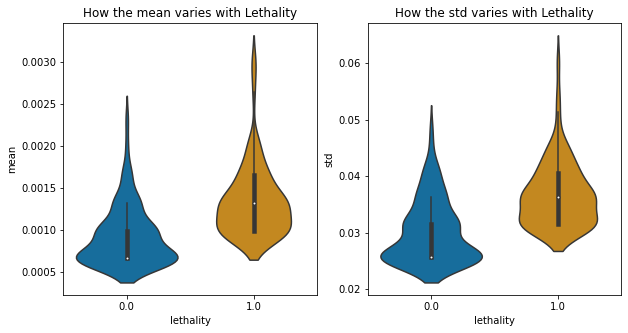 How the mean varies with Lethality
mean
0.0030
0.0025
0.0020
0.0015
0.0010
0.0005
0.0
1.0
lethality
How the std varies with Lethality
std
0.06
0.05
0.04
0.03
0.02
0.0
1.0
lethality